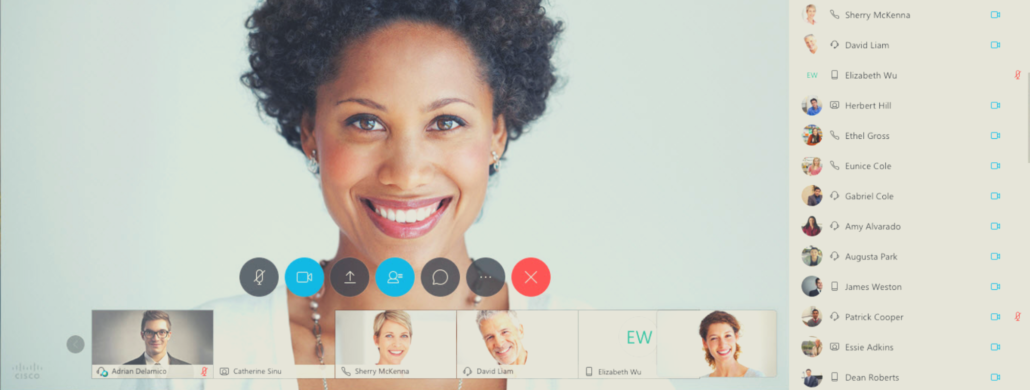 Sherry McKenna
David Liam
EW Elizabeth Wu
Herbert Hill
Ethel Gross
Eunice Cole
Gabriel Cole
Amy Alvarado
Augusta Park
James Weston
Patrick Cooper
Essie Adkins
Dean Roberts
EW
Adrian Delamico
Catherine Sinu
Sherry McKenna
David Liam
Elizabeth Wu
CISCO